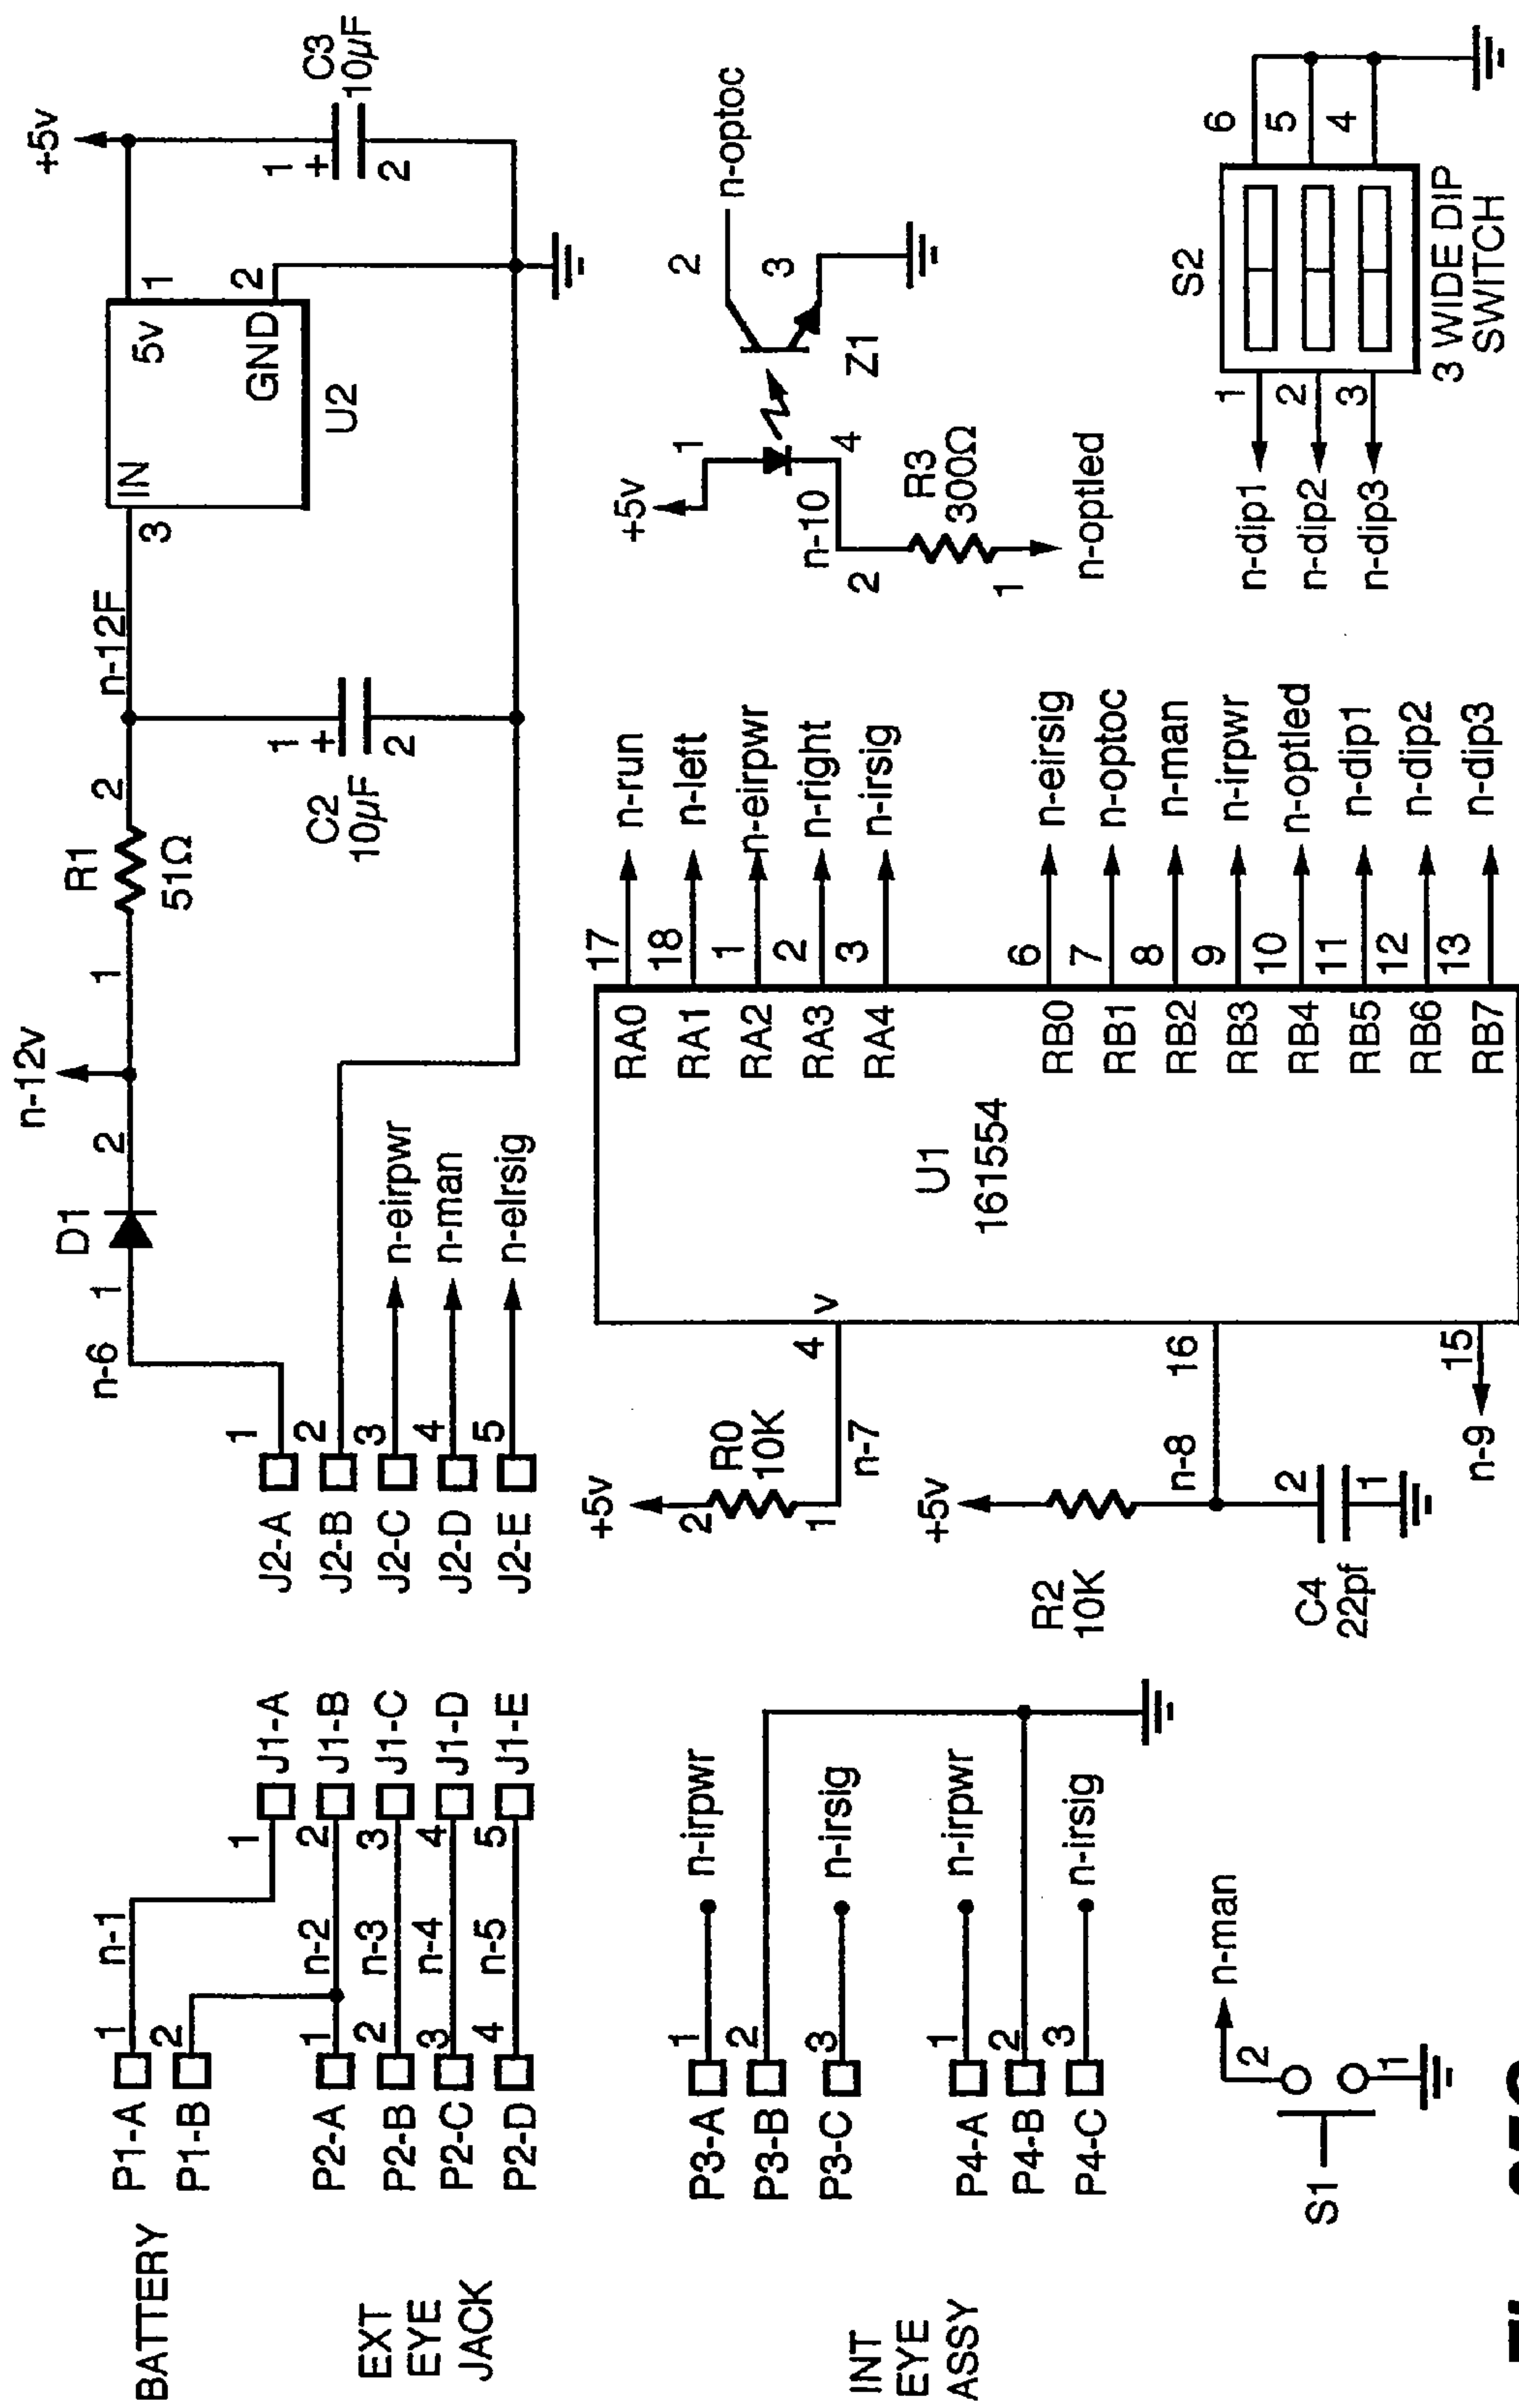 BATTERY
P1-A
1
n-1
P1-B
2
EXT
EYE
JACK
P2-A
1
n-2
P2-B
2
n-3
P2-C
3
n-4
P2-D
4
n-5
1
J1-A
2
J1-B
3
J1-C
4
J1-D
5
J1-E
J2-A
1
J2-B
2
J2-C
3
n-eirpwr
J2-D
4
n-man
J2-E
5
n-elrsig
n-6
1
D1
2
n-12v
1
R1
51Ω
2
n-12F
C2
10µF
1
+
2
3
IN
5v
GND
U2
1
2
+5v
C3
10µF
1
+
2
INT
EYE
ASSY
P3-A
1
n-irpwr
P3-B
2
P3-C
3
n-irsig
P4-A
1
n-irpwr
P4-B
2
P4-C
3
n-irsig
S1
2
n-man
1
+5v
2
R0
10K
1
n-7
4
v
+5v
R2
10K
n-8
16
C4
22pf
2
1
n-9
15
U1
161554
RA0
17
n-run
RA1
18
n-left
RA2
1
n-eirpwr
RA3
2
n-right
RA4
3
n-irsig
RB0
6
n-eirsig
RB1
7
n-optoc
RB2
8
n-man
RB3
9
n-irpwr
RB4
10
n-optled
RB5
11
n-dip1
RB6
12
n-dip2
RB7
13
n-dip3
+5v
1
n-10
4
2
R3
300Ω
1
n-optled
Z1
2
n-optoc
3
S2
n-dip1
1
6
n-dip2
2
5
n-dip3
3
4
3 WIDE DIP
SWITCH